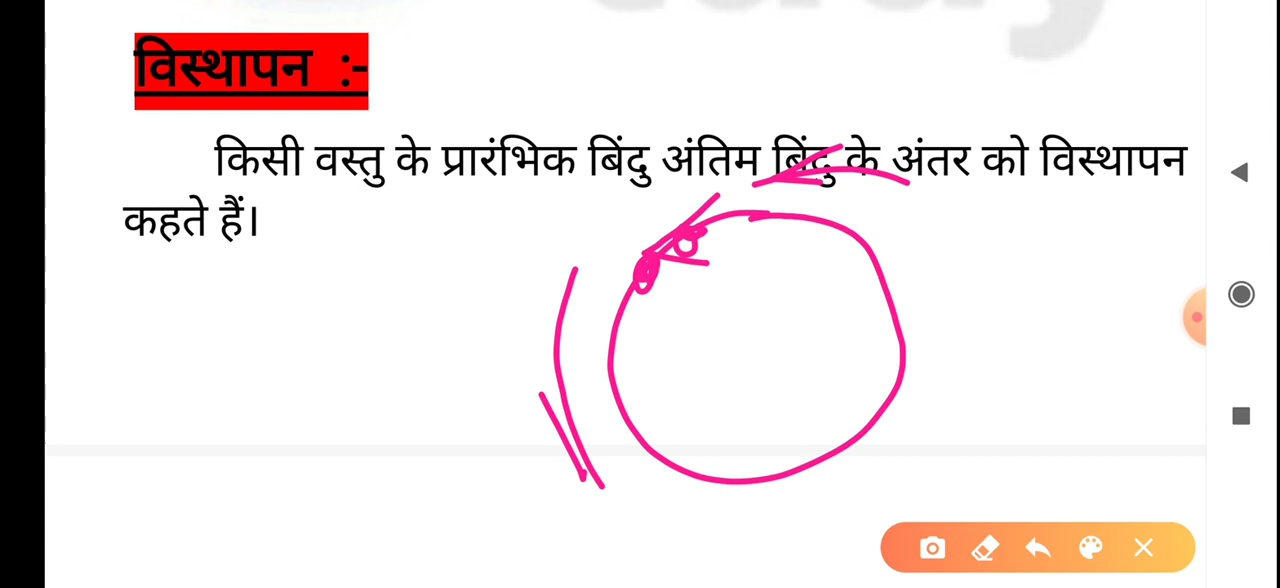 विस्थापन :-
किसी वस्तु के प्रारंभिक बिंदु अंतिम बिंदु के अंतर को विस्थापन
कहते हैं।